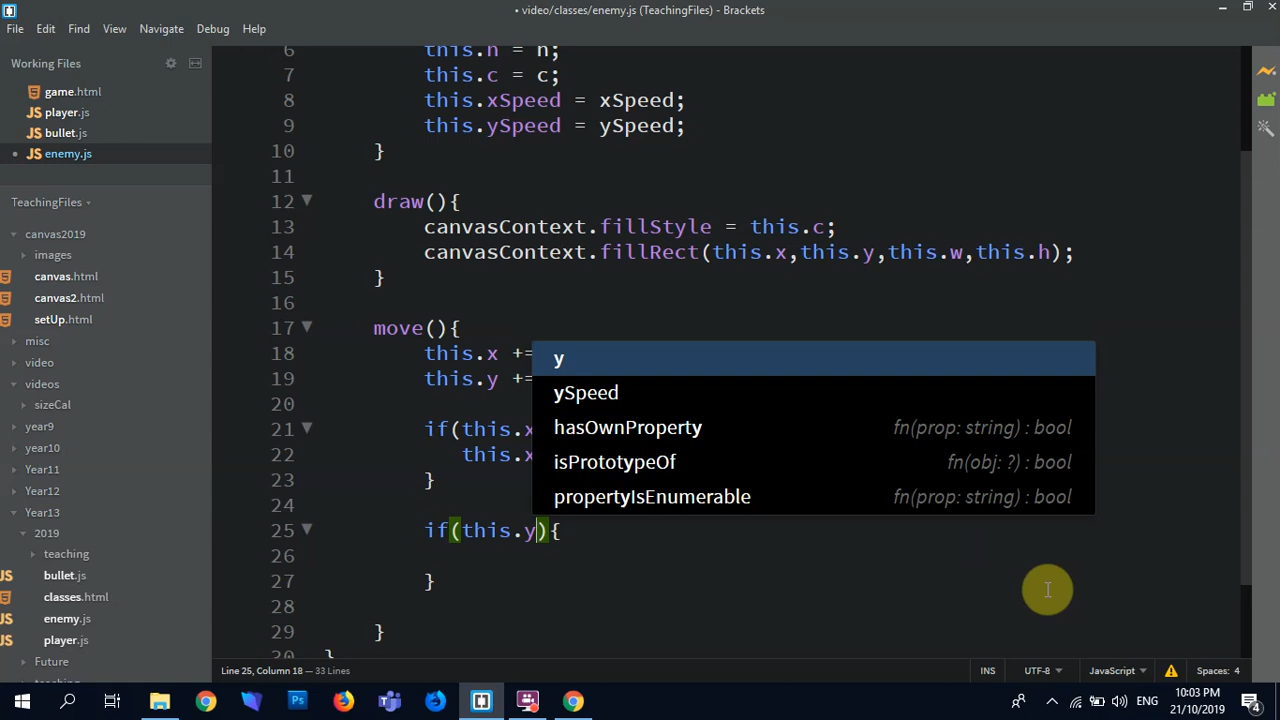 • video/classes/enemy.js (TeachingFiles) - Brackets
File Edit Find View Navigate Debug Help
Working Files
game.html
player.js
bullet.js
enemy.js
TeachingFiles
canvas2019
images
canvas.html
canvas2.html
setUp.html
misc
video
videos
sizeCal
year9
year10
Year11
Year12
Year13
2019
teaching
bullet.js
classes.html
enemy.js
player.js
Future
6 this.h = h;
7 this.c = c;
8 this.xSpeed = xSpeed;
9 this.ySpeed = ySpeed;
10 }
11
12 draw(){
13 canvasContext.fillStyle = this.c;
14 canvasContext.fillRect(this.x,this.y,this.w,this.h);
15 }
16
17 move(){
18 this.x +=
19 this.y +=
20
21 if(this.x
22 this.x
23 }
24
25 if(this.y){
26
27 }
28
29 }
30 }
y
ySpeed
hasOwnProperty fn(prop: string) : bool
isPrototypeOf fn(obj: ?) : bool
propertyIsEnumerable fn(prop: string) : bool
Line 25, Column 18 — 33 Lines
INS UTF-8 JavaScript Spaces: 4
ENG
10:03 PM
21/10/2019
4